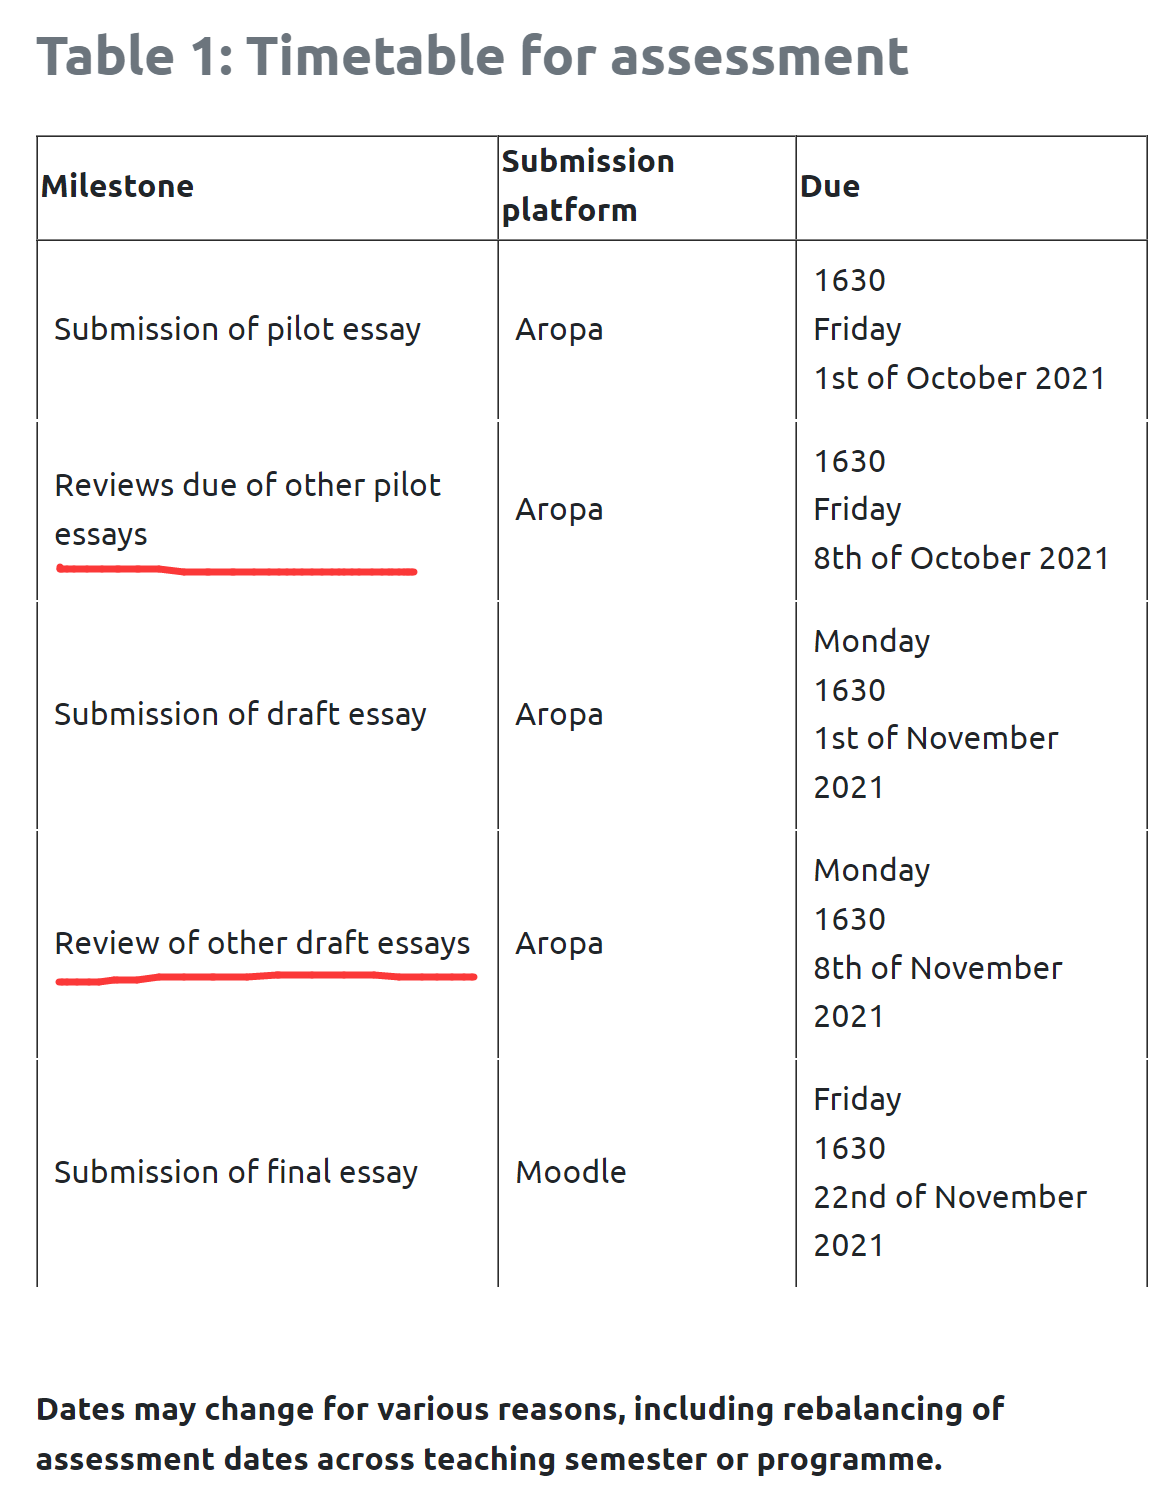 Table 1: Timetable for assessment
Milestone
Submission
platform
Due
Submission of pilot essay
Aropa
1630
Friday
1st of October 2021
Reviews due of other pilot
essays
Aropa
1630
Friday
8th of October 2021
Submission of draft essay
Aropa
Monday
1630
1st of November
2021
Review of other draft essays
Aropa
Monday
1630
8th of November
2021
Submission of final essay
Moodle
Friday
1630
22nd of November
2021
Dates may change for various reasons, including rebalancing of
assessment dates across teaching semester or programme.